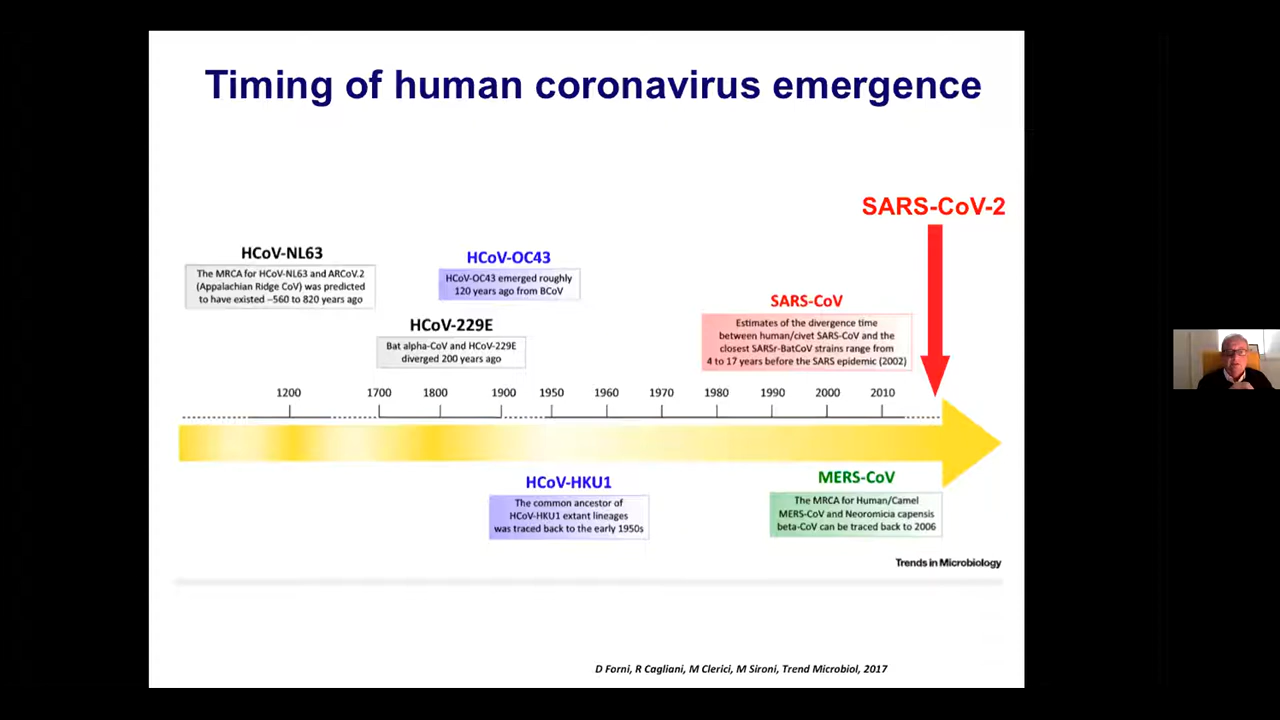 Timing of human coronavirus emergence
SARS-CoV-2
HCoV-NL63
The MRCA for HCoV-NL63 and ARCoV.2
(Appalachian Ridge CoV) was predicted
to have existed ~560 to 820 years ago
HCoV-OC43
HCoV-OC43 emerged roughly
120 years ago from BCoV
HCoV-229E
Bat alpha-CoV and HCoV-229E
diverged 200 years ago
SARS-CoV
Estimates of the divergence time
between human/civet SARS-CoV and the
closest SARSr-BatCoV strains range from
4 to 17 years before the SARS epidemic (2002)
1200 1700 1800 1900 1950 1960 1970 1980 1990 2000 2010
HCoV-HKU1
The common ancestor of
HCoV-HKU1 extant lineages
was traced back to the early 1950s
MERS-CoV
The MRCA for Human/Camel
MERS-CoV and Neoromicia capensis
beta-CoV can be traced back to 2006
Trends in Microbiology
D Forni, R Cagliani, M Clerici, M Sironi, Trend Microbiol, 2017